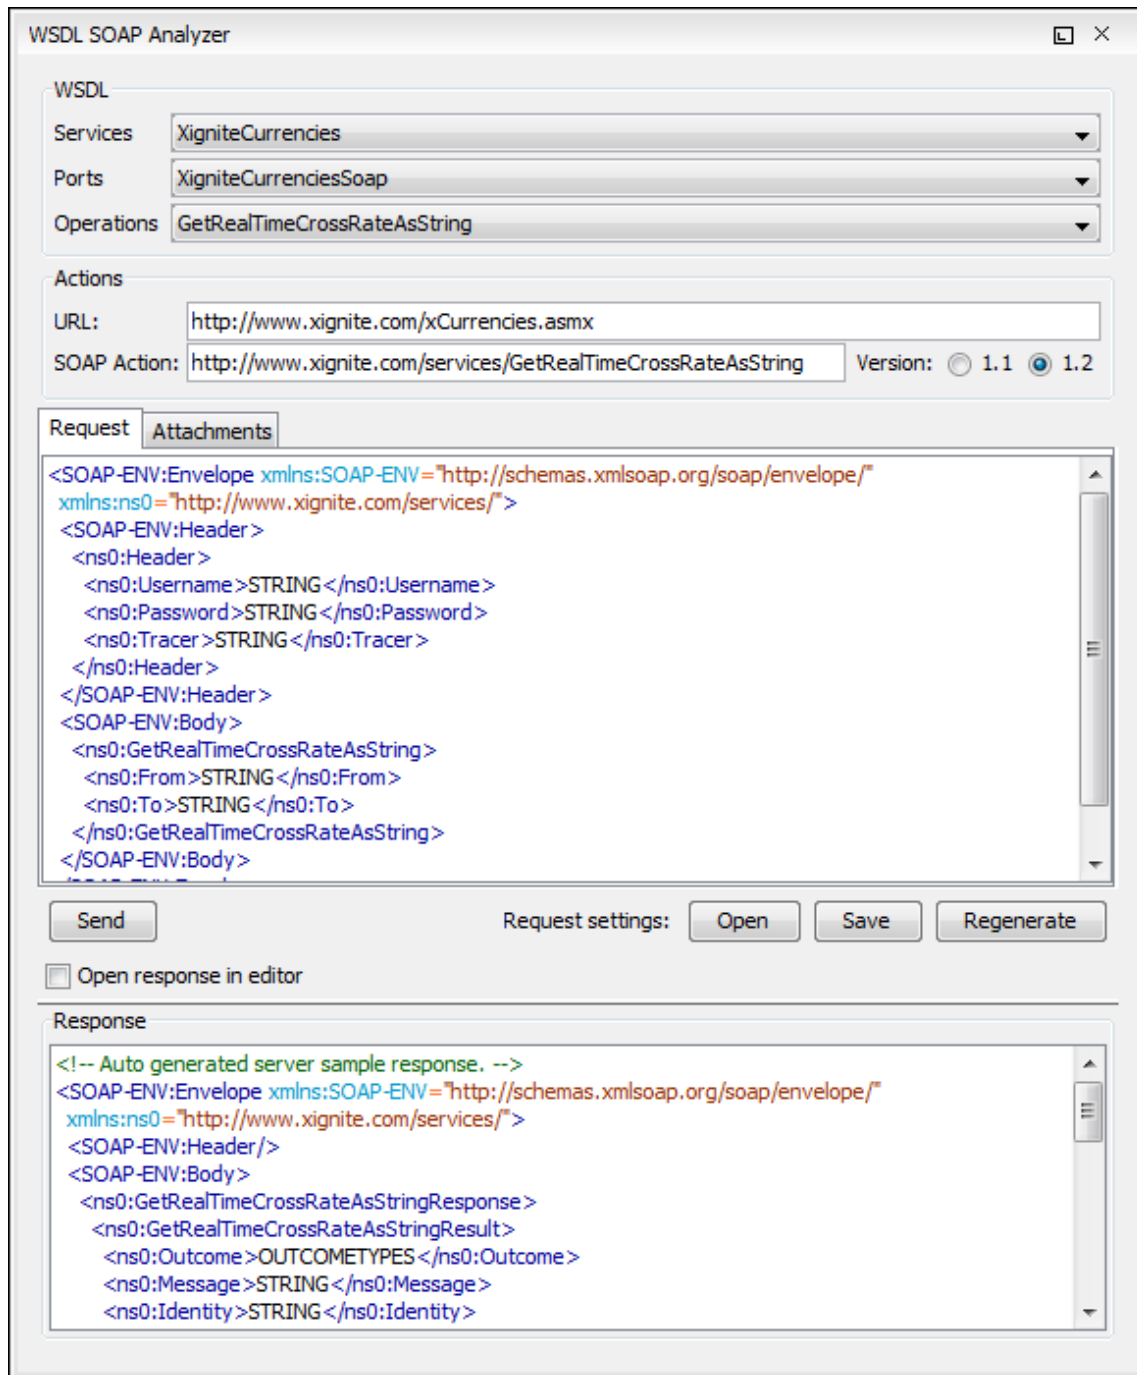 WSDL SOAP Analyzer
WSDL
Services XigniteCurrencies
Ports XigniteCurrenciesSoap
Operations GetRealTimeCrossRateAsString
Actions
URL: http://www.xignite.com/xCurrencies.asmx
SOAP Action: http://www.xignite.com/services/GetRealTimeCrossRateAsString Version: 1.1 1.2
Request Attachments
<SOAP-ENV:Envelope xmlns:SOAP-ENV="http://schemas.xmlsoap.org/soap/envelope/"
xmlns:ns0="http://www.xignite.com/services/">
<SOAP-ENV:Header>
<ns0:Header>
<ns0:Username>STRING</ns0:Username>
<ns0:Password>STRING</ns0:Password>
<ns0:Tracer>STRING</ns0:Tracer>
</ns0:Header>
</SOAP-ENV:Header>
<SOAP-ENV:Body>
<ns0:GetRealTimeCrossRateAsString>
<ns0:From>STRING</ns0:From>
<ns0:To>STRING</ns0:To>
</ns0:GetRealTimeCrossRateAsString>
</SOAP-ENV:Body>
Send Request settings: Open Save Regenerate
Open response in editor
Response
<!-- Auto generated server sample response. -->
<SOAP-ENV:Envelope xmlns:SOAP-ENV="http://schemas.xmlsoap.org/soap/envelope/"
xmlns:ns0="http://www.xignite.com/services/">
<SOAP-ENV:Header/>
<SOAP-ENV:Body>
<ns0:GetRealTimeCrossRateAsStringResponse>
<ns0:GetRealTimeCrossRateAsStringResult>
<ns0:Outcome>OUTCOMETYPES</ns0:Outcome>
<ns0:Message>STRING</ns0:Message>
<ns0:Identity>STRING</ns0:Identity>